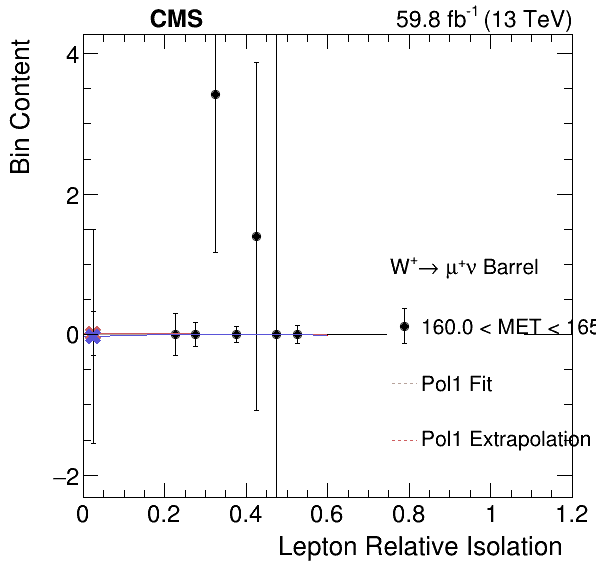 CMS
59.8 fb⁻¹ (13 TeV)
Bin Content
4
2
0
−2
W⁺→ μ⁺ν Barrel
160.0 < MET < 165
Pol1 Fit
Pol1 Extrapolation
0 0.2 0.4 0.6 0.8 1 1.2
Lepton Relative Isolation